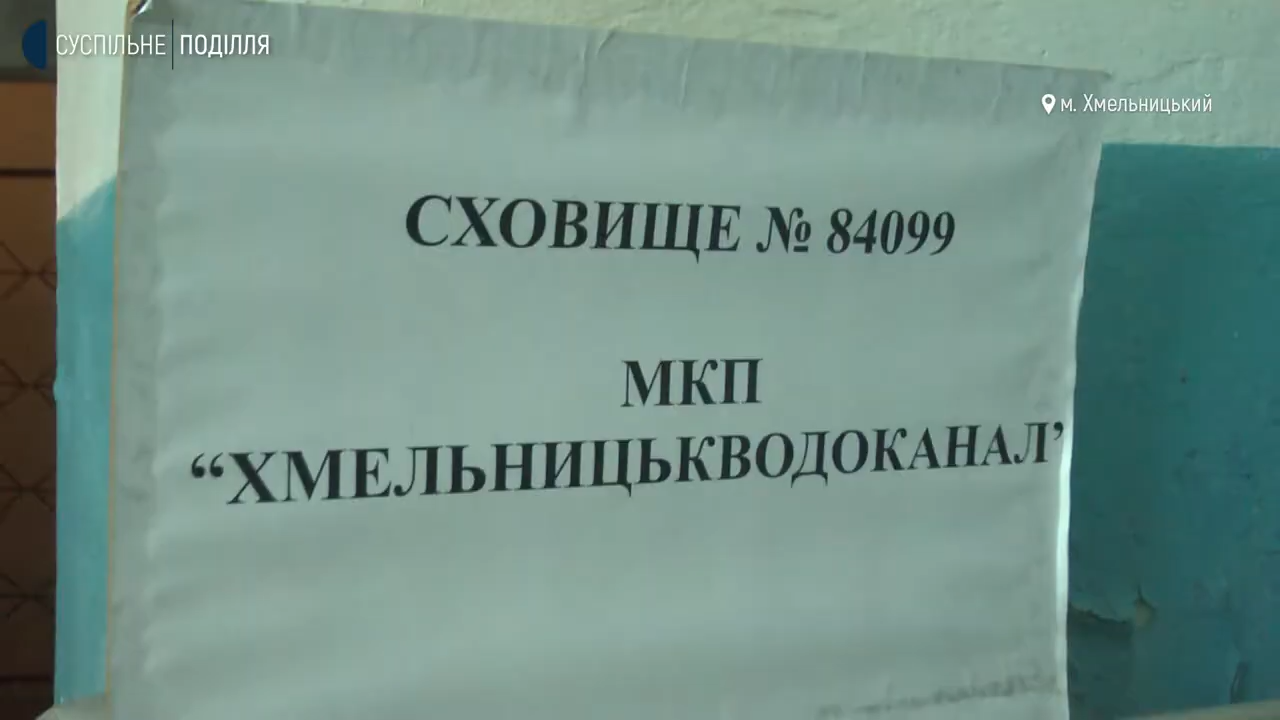 СУСПІЛЬНЕ ПОДІЛЛЯ
м. Хмельницький
СХОВИЩЕ № 84099
МКП
“ХМЕЛЬНИЦЬКВОДОКАНАЛ”